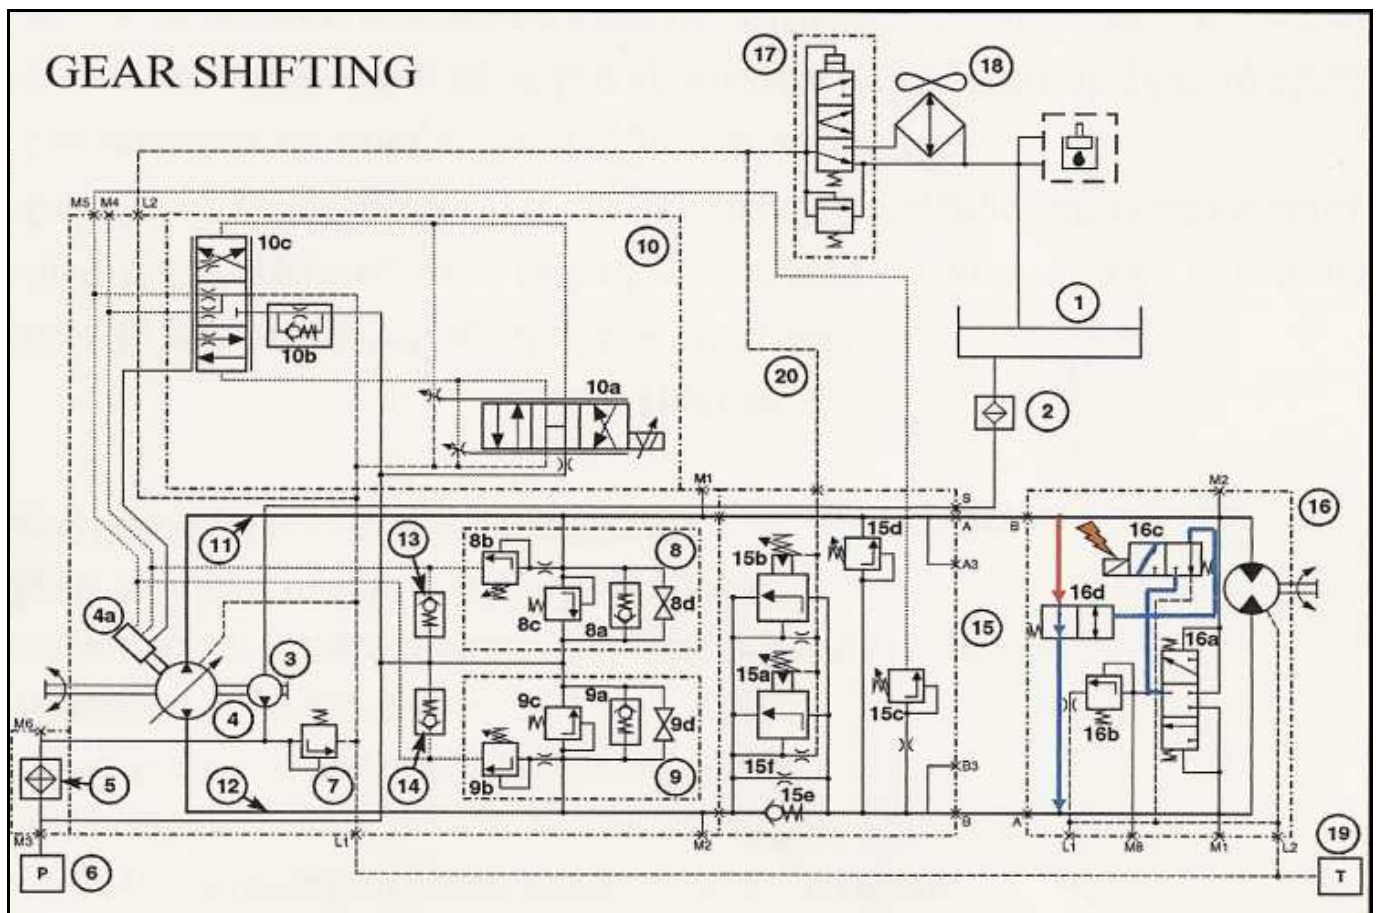 GEAR SHIFTING
17
18
M5 M4 L2
10c
10
10b
1
10a
20
2
M1
S
M2
11
13
8b
8
15d
A
B
16c
16
15b
A3
4a
8c
8a
8d
16d
15
3
15a
16a
9c
9a
9d
15c
4
M6
16b
5
12
7
14
9b
9
15f
B3
15e
M3
L1
M2
B
A
L1
M8
M1
L2
19
P
6
T